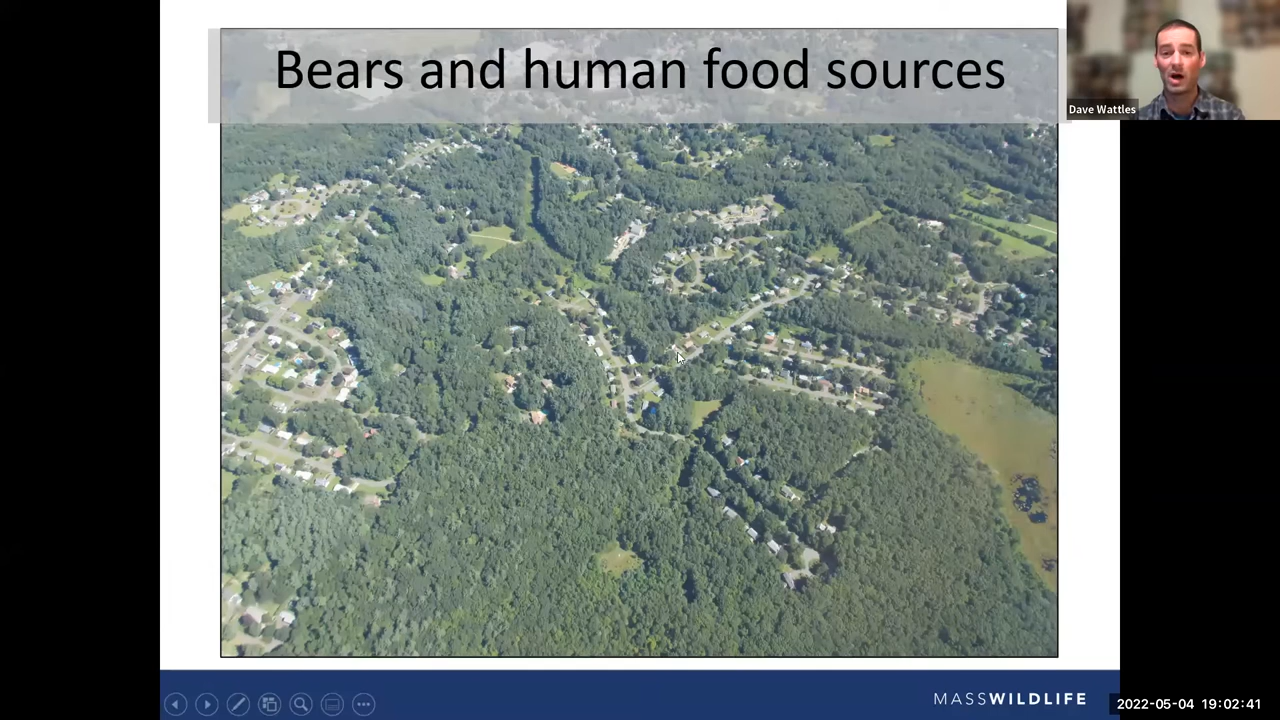 Bears and human food sources
Dave Wattles
MASSWILDLIFE
2022-05-04 19:02:41